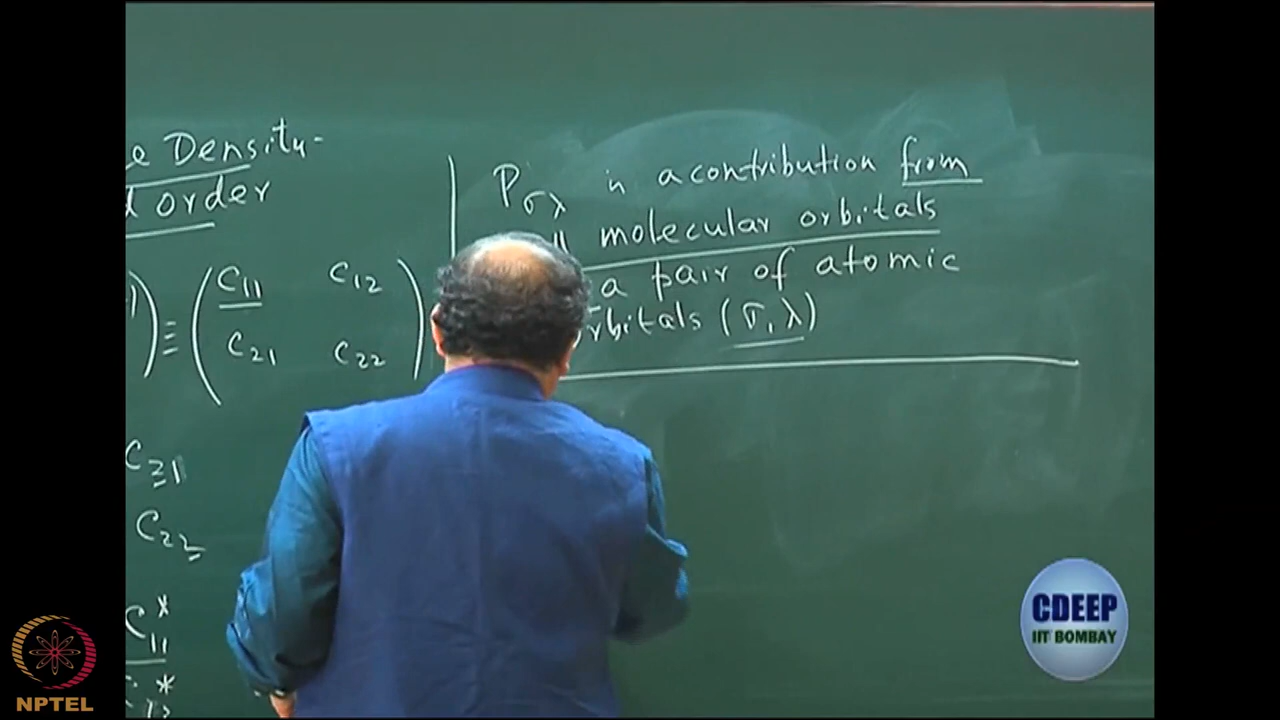 Density-
order
P_σλ is a contribution from
molecular orbitals
a pair of atomic
rbitals (σ, λ)
≡ ( C₁₁ C₁₂
C₂₁ C₂₂ )
C₂₁
C₂₂
C₁₁*
CDEEP
IIT BOMBAY
NPTEL